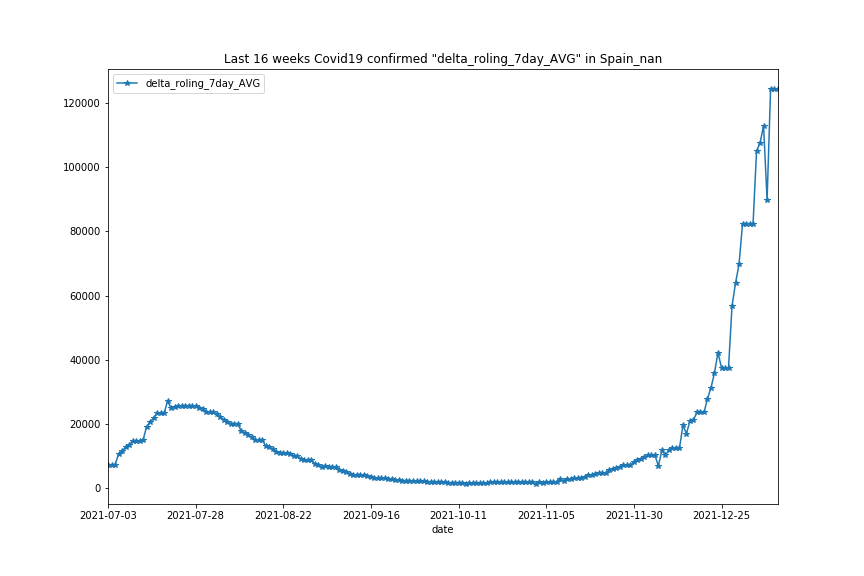 Last 16 weeks Covid19 confirmed "delta_roling_7day_AVG" in Spain_nan
delta_roling_7day_AVG
120000
100000
80000
60000
40000
20000
0
2021-07-03 2021-07-28 2021-08-22 2021-09-16 2021-10-11 2021-11-05 2021-11-30 2021-12-25
date